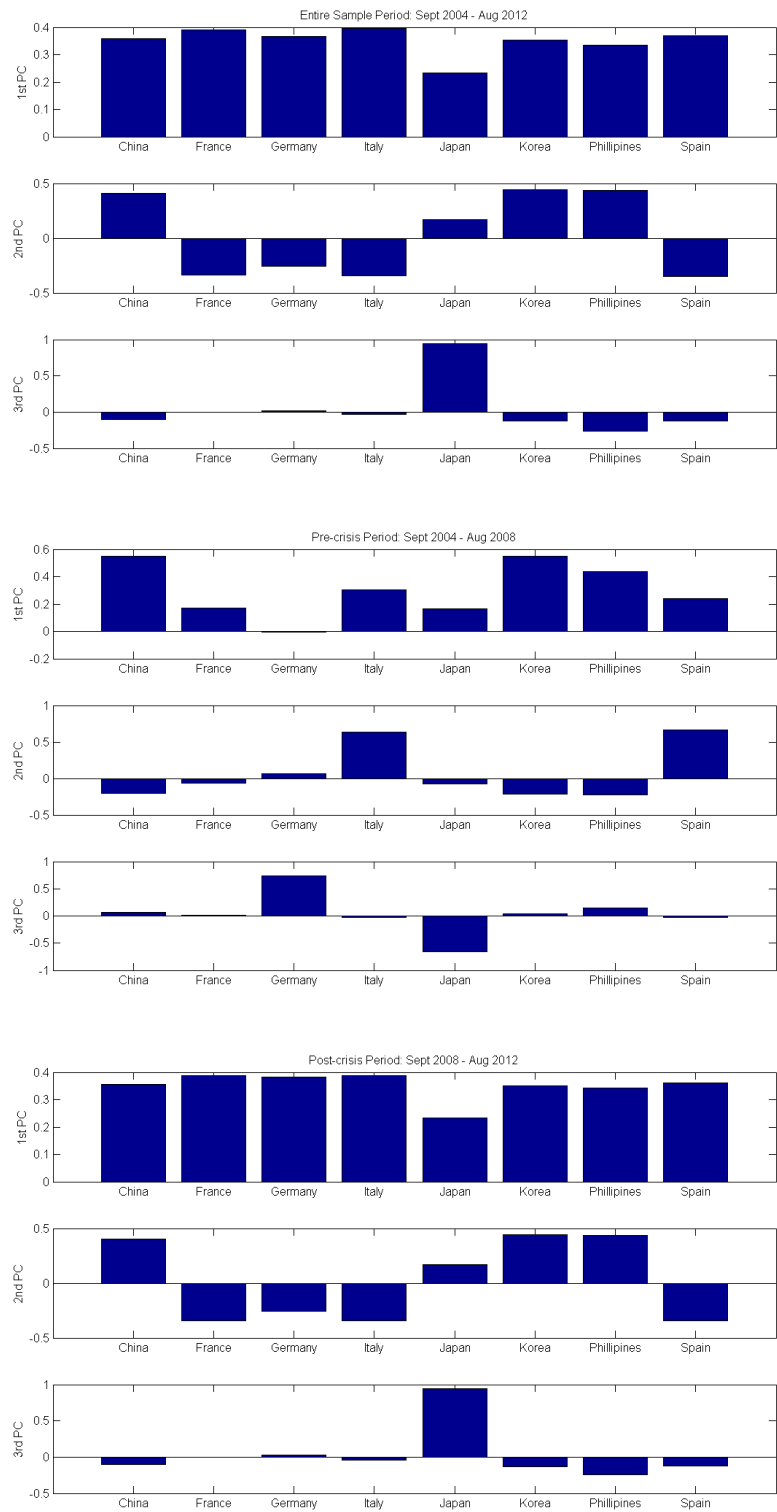 Entire Sample Period: Sept 2004 - Aug 2012
0.4
0.3
0.2
0.1
0
1st PC
China France Germany Italy Japan Korea Phillipines Spain
0.5
0
-0.5
2nd PC
China France Germany Italy Japan Korea Phillipines Spain
1
0.5
0
-0.5
3rd PC
China France Germany Italy Japan Korea Phillipines Spain
Pre-crisis Period: Sept 2004 - Aug 2008
0.6
0.4
0.2
0
-0.2
1st PC
China France Germany Italy Japan Korea Phillipines Spain
1
0.5
0
-0.5
2nd PC
China France Germany Italy Japan Korea Phillipines Spain
1
0.5
0
-0.5
-1
3rd PC
China France Germany Italy Japan Korea Phillipines Spain
Post-crisis Period: Sept 2008 - Aug 2012
0.4
0.3
0.2
0.1
0
1st PC
China France Germany Italy Japan Korea Phillipines Spain
0.5
0
-0.5
2nd PC
China France Germany Italy Japan Korea Phillipines Spain
1
0.5
0
-0.5
3rd PC
China France Germany Italy Japan Korea Phillipines Spain